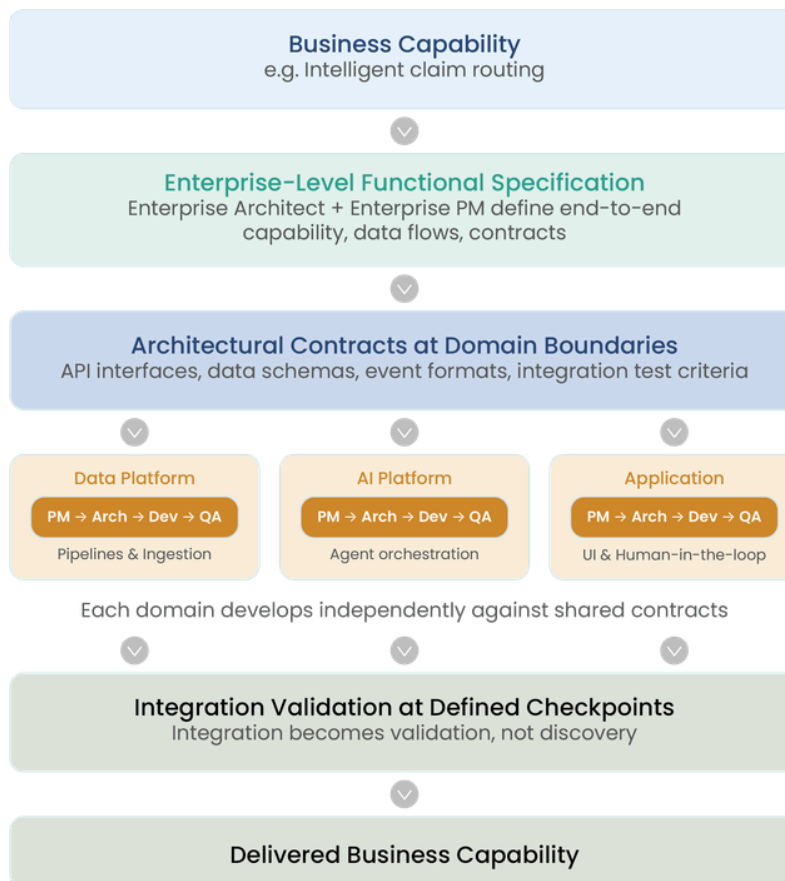 Business Capability
e.g. Intelligent claim routing
Enterprise-Level Functional Specification
Enterprise Architect + Enterprise PM define end-to-end
capability, data flows, contracts
Architectural Contracts at Domain Boundaries
API interfaces, data schemas, event formats, integration test criteria
Data Platform
PM → Arch → Dev → QA
Pipelines & Ingestion
AI Platform
PM → Arch → Dev → QA
Agent orchestration
Application
PM → Arch → Dev → QA
UI & Human-in-the-loop
Each domain develops independently against shared contracts
Integration Validation at Defined Checkpoints
Integration becomes validation, not discovery
Delivered Business Capability